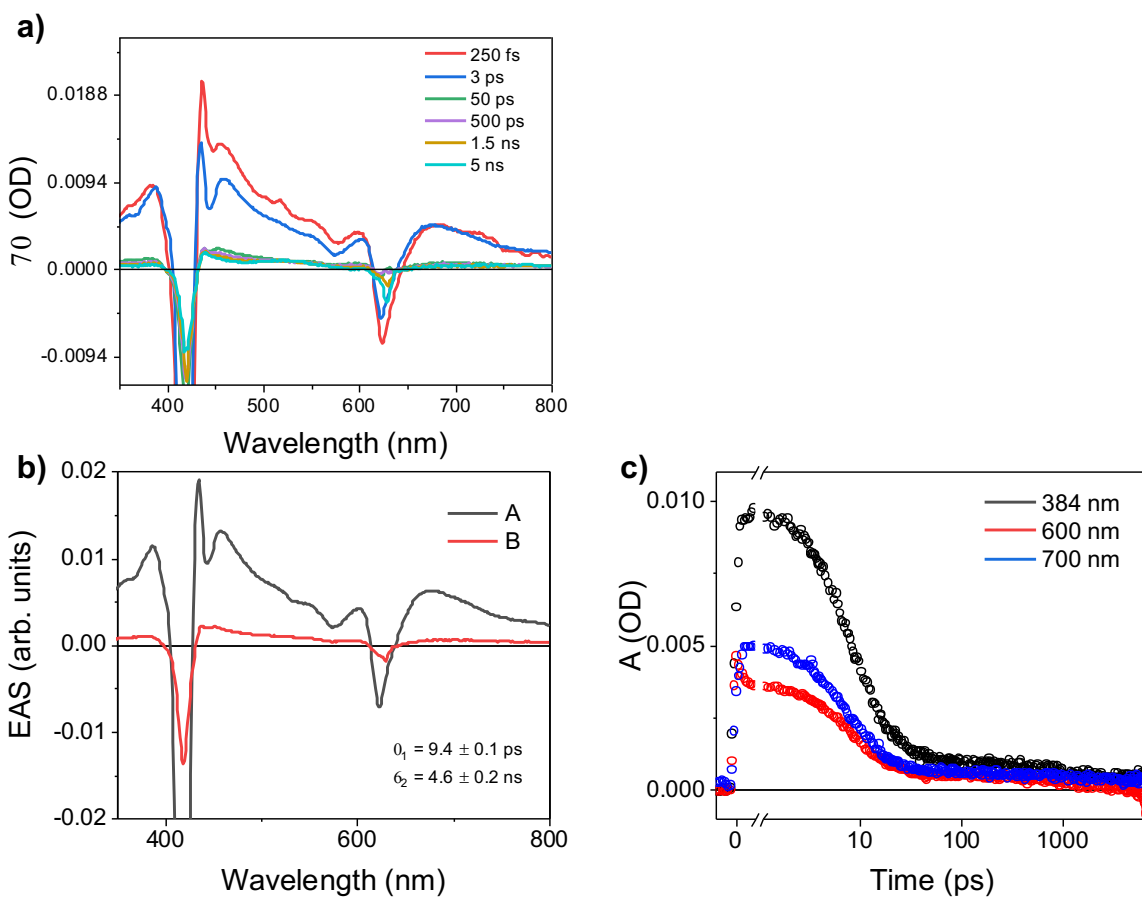 a)
70 (OD)
0.0188
0.0094
0.0000
-0.0094
250 fs
3 ps
50 ps
500 ps
1.5 ns
5 ns
400 500 600 700 800
Wavelength (nm)
b)
EAS (arb. units)
0.02
0.01
0.00
-0.01
-0.02
A
B
0₁ = 9.4 ± 0.1 ps
6₂ = 4.6 ± 0.2 ns
400 600 800
Wavelength (nm)
c)
A (OD)
0.010
0.005
0.000
384 nm
600 nm
700 nm
0 10 100 1000
Time (ps)